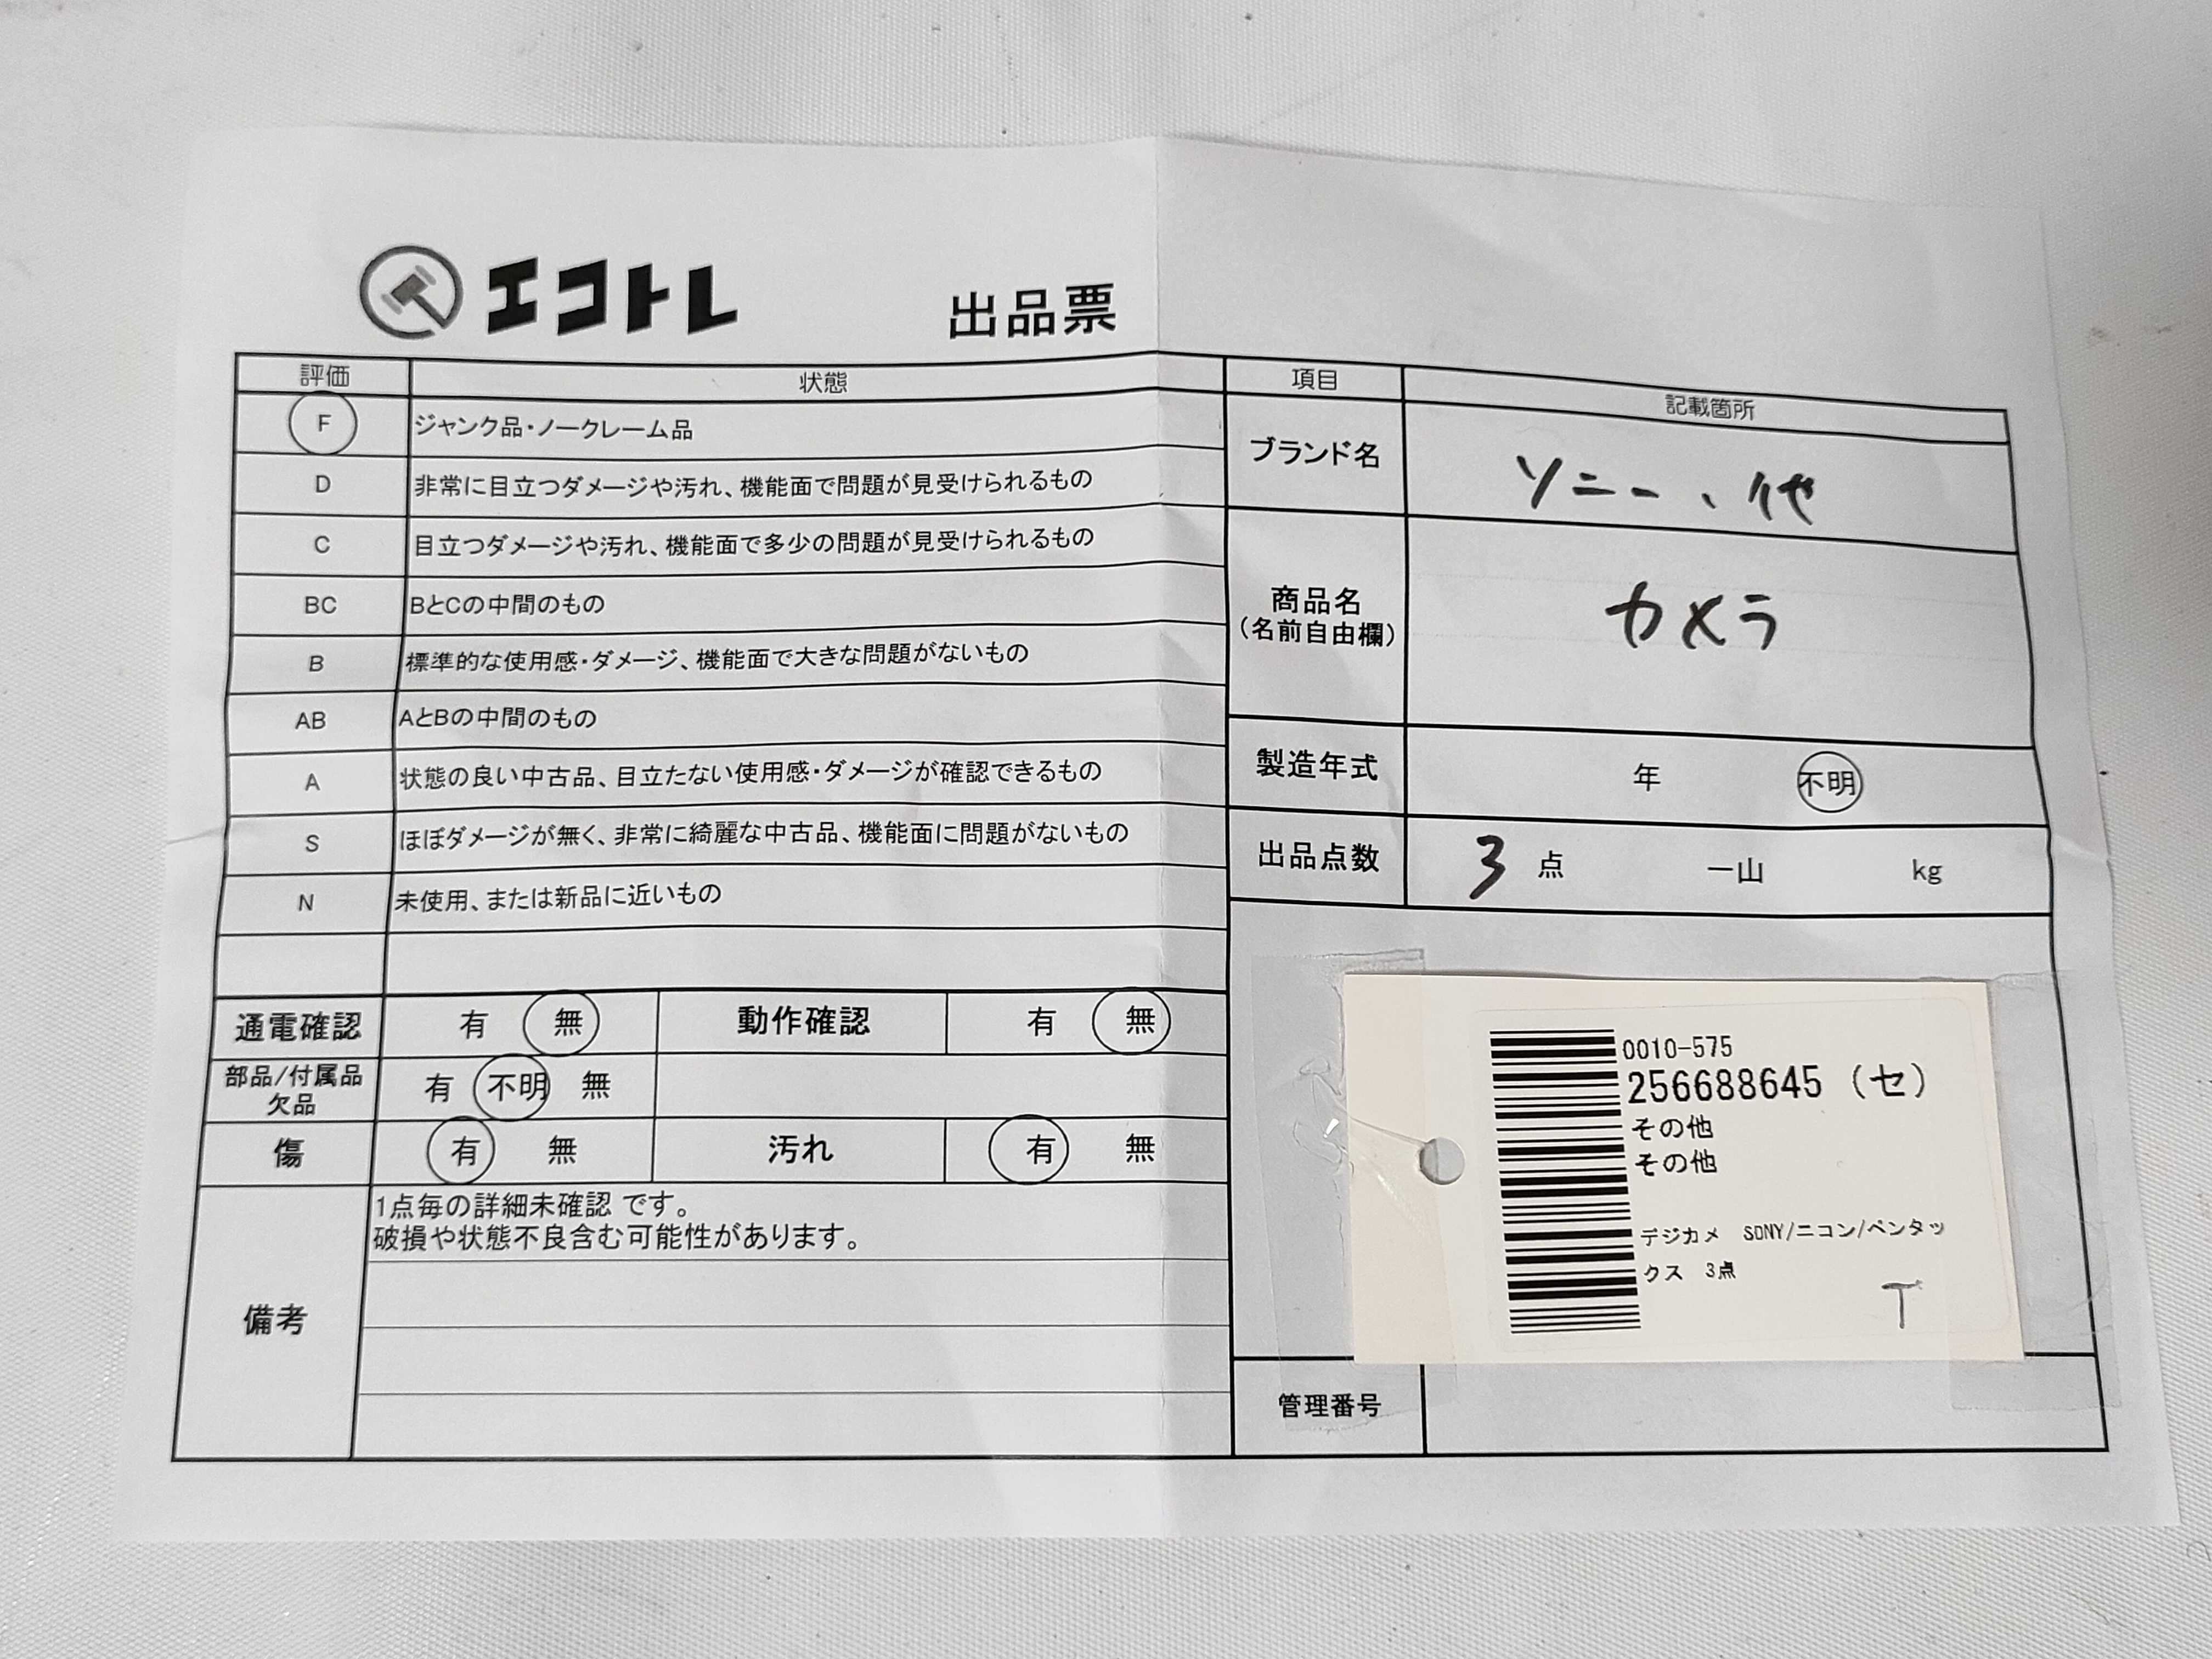 エコトレ
出品票
評価 状態
F ジャンク品・ノークレーム品
D 非常に目立つダメージや汚れ、機能面で問題が見受けられるもの
C 目立つダメージや汚れ、機能面で多少の問題が見受けられるもの
BC BとCの中間のもの
B 標準的な使用感・ダメージ、機能面で大きな問題がないもの
AB AとBの中間のもの
A 状態の良い中古品、目立たない使用感・ダメージが確認できるもの
S ほぼダメージが無く、非常に綺麗な中古品、機能面に問題がないもの
N 未使用、または新品に近いもの
通電確認 有 無 動作確認 有 無
部品/付属品
欠品 有 不明 無
傷 有 無 汚れ 有 無
備考
1点毎の詳細未確認 です。
破損や状態不良含む可能性があります。
項目 記載箇所
ブランド名 ソニー、他
商品名
(名前自由欄) カメラ
製造年式 年 不明
出品点数 3 点 一山 kg
0010-575
256688645 (セ)
その他
その他
デジカメ SONY/ニコン/ペンタッ
クス 3点
T
管理番号